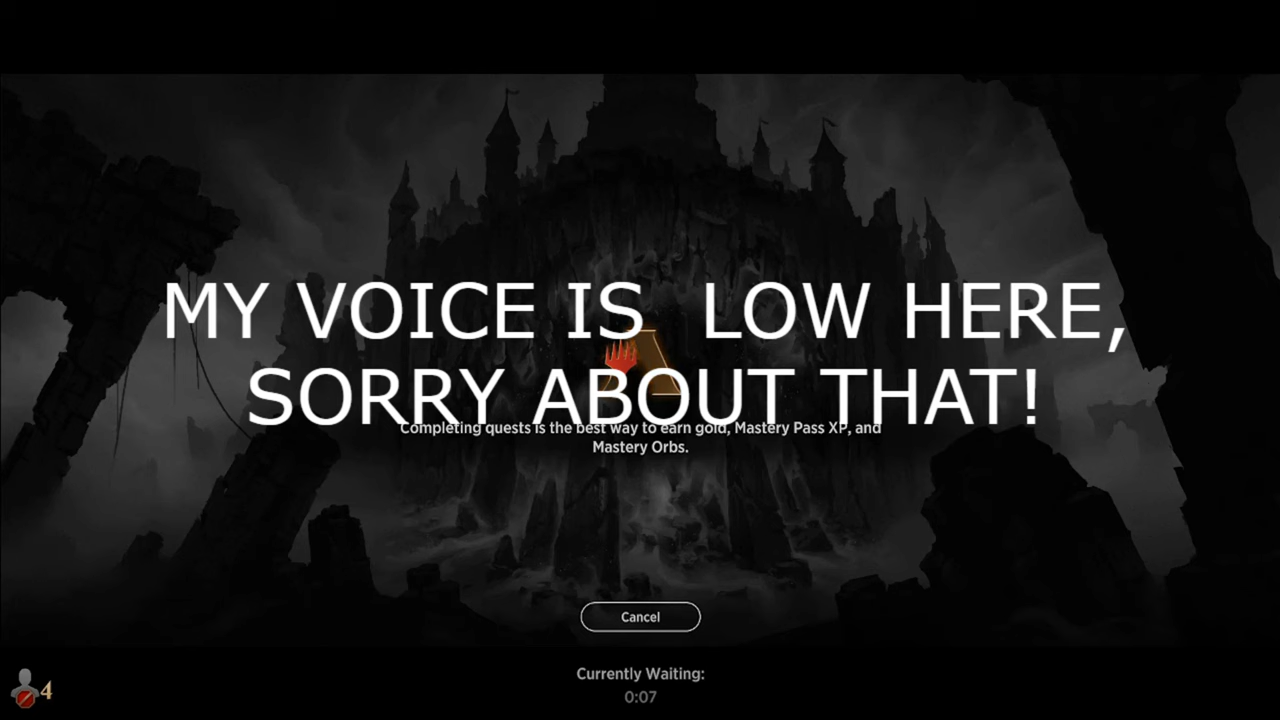 MY VOICE IS  LOW HERE,
SORRY ABOUT THAT!
Completing quests is the best way to earn gold, Mastery Pass XP, and
Mastery Orbs.
Cancel
Currently Waiting:
0:07
4